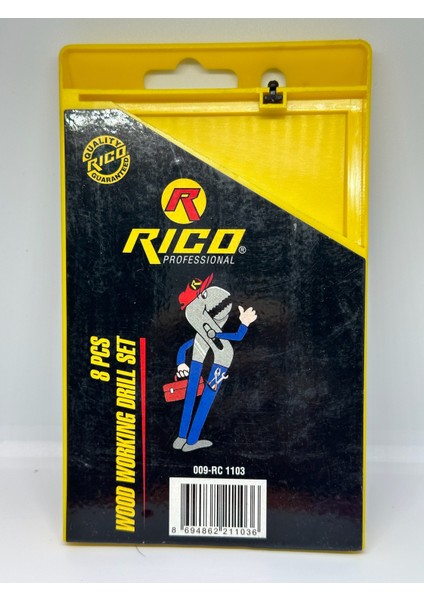 QUALITY
RICO
GUARANTEED
R
RICO®
PROFESSIONAL
8 PCS
WOOD WORKING DRILL SET
R
009-RC 1103
8 694862 211036